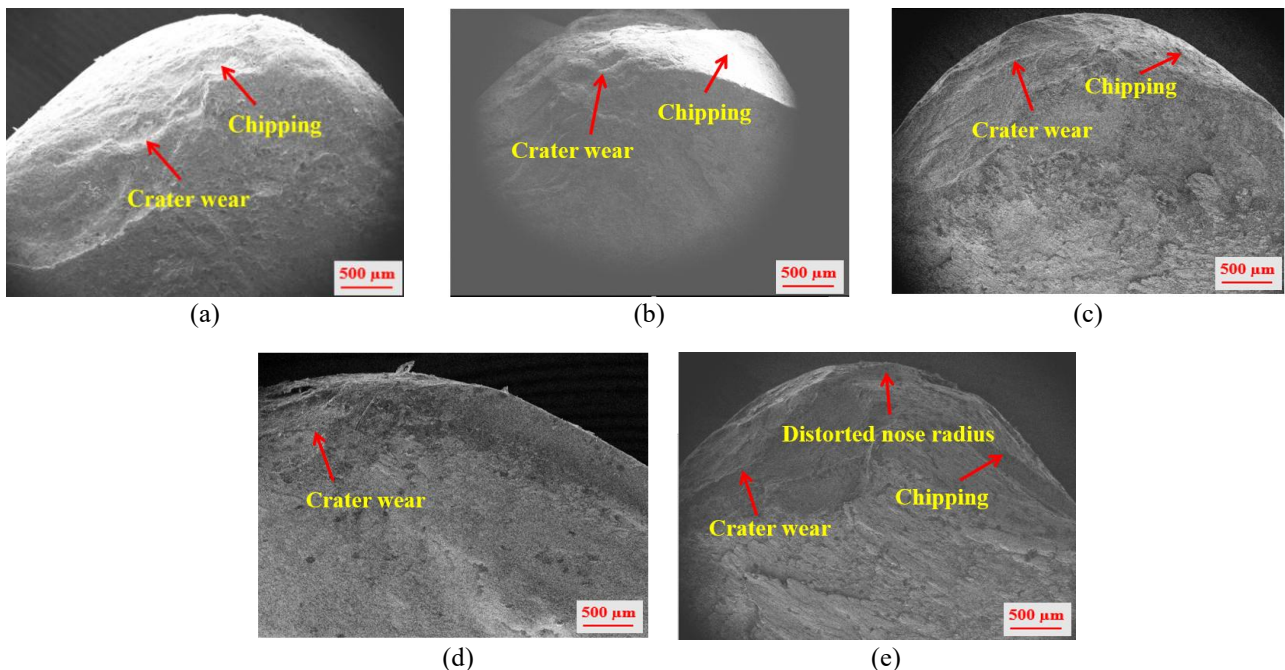 Chipping
Crater wear
500 µm
(a)
Chipping
Crater wear
500 µm
(b)
Chipping
Crater wear
500 µm
(c)
Crater wear
500 µm
(d)
Distorted nose radius
Chipping
Crater wear
500 µm
(e)